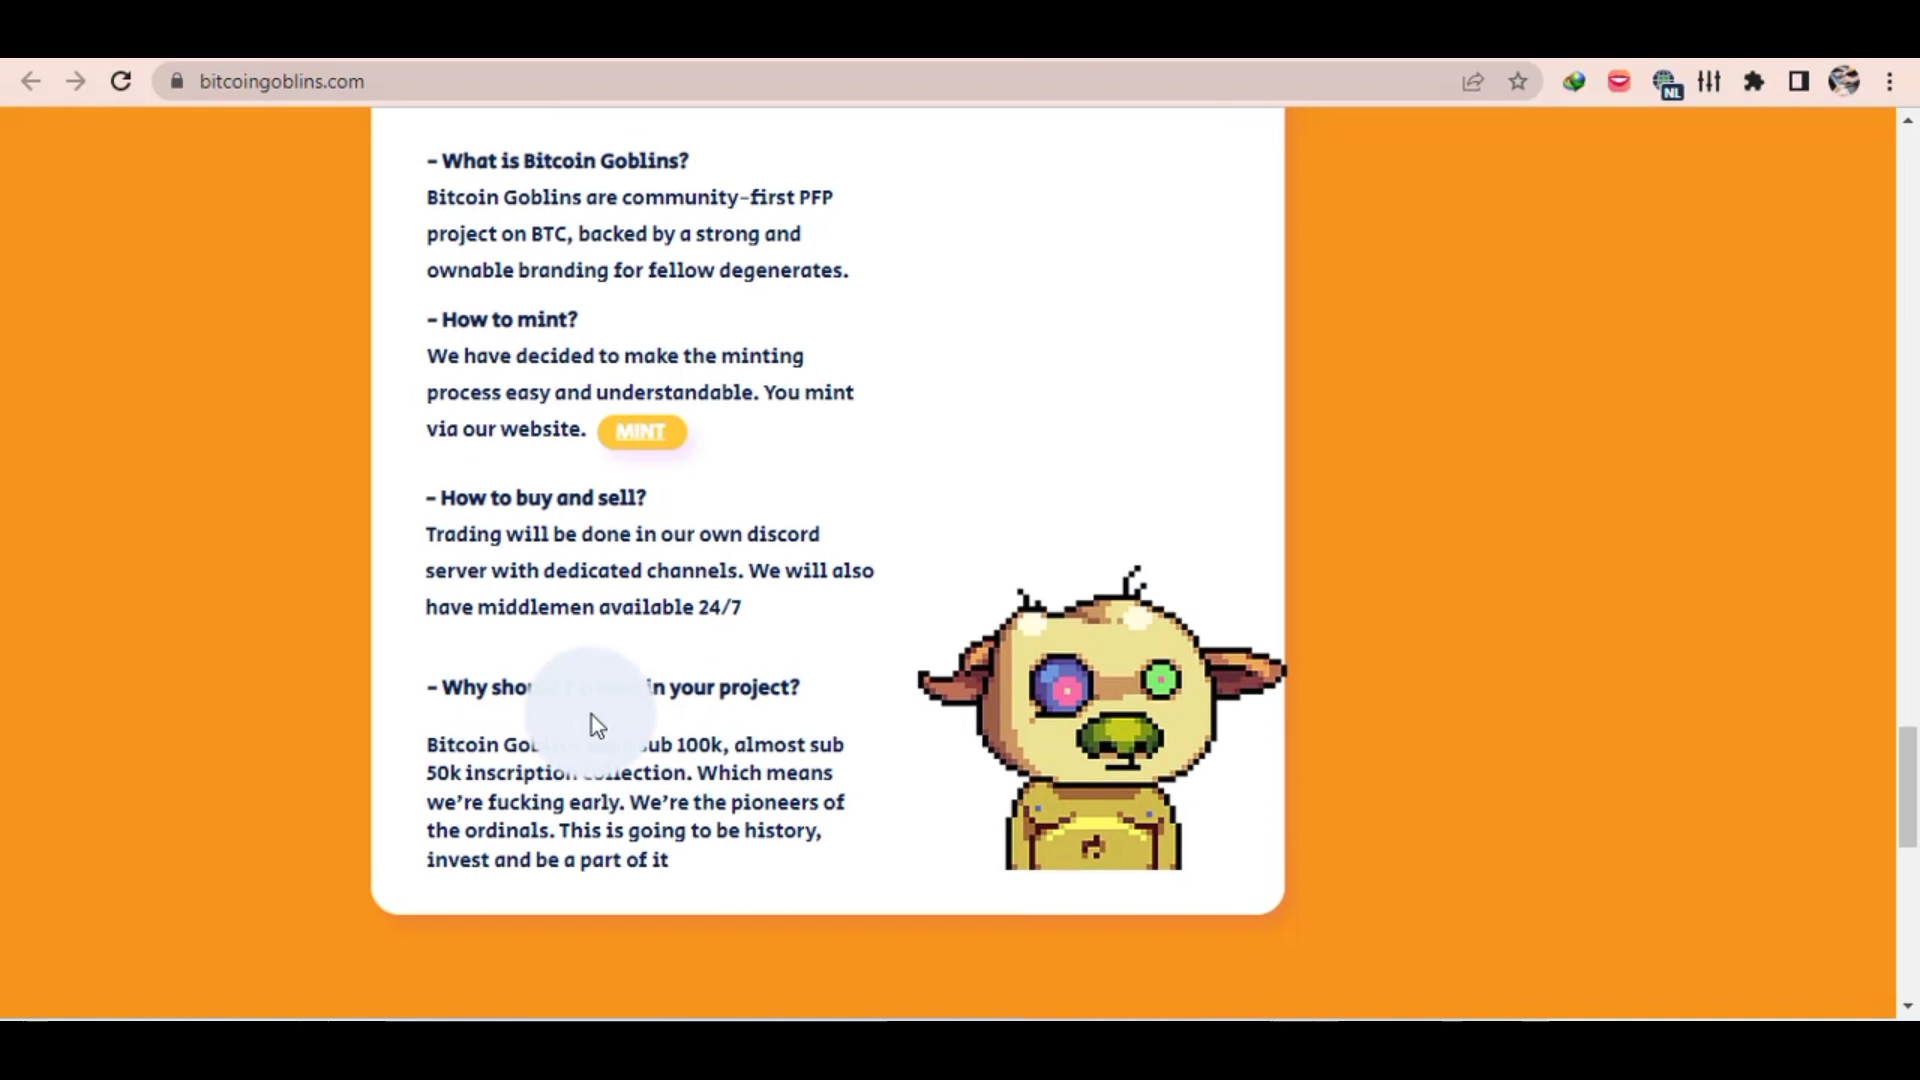 bitcoingoblins.com
NL
- What is Bitcoin Goblins?
Bitcoin Goblins are community-first PFP
project on BTC, backed by a strong and
ownable branding for fellow degenerates.
- How to mint?
We have decided to make the minting
process easy and understandable. You mint
via our website. MINT
- How to buy and sell?
Trading will be done in our own discord
server with dedicated channels. We will also
have middlemen available 24/7
- Why in your project?
Bitcoin sub 100k, almost sub
50k inscription collection. Which means
we're fucking early. We're the pioneers of
the ordinals. This is going to be history,
invest and be a part of it